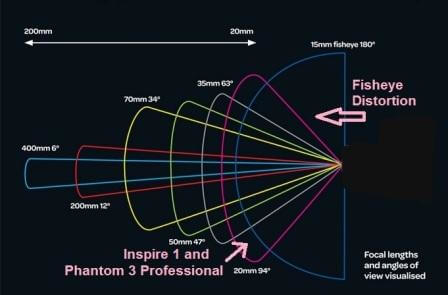 200mm
20mm
15mm fisheye 180°
35mm 63°
Fisheye
Distortion
70mm 34°
400mm 6°
200mm 12°
50mm 47°
Inspire 1 and
Phantom 3 Professional
20mm 94°
Focal lengths
and angles of
view visualised